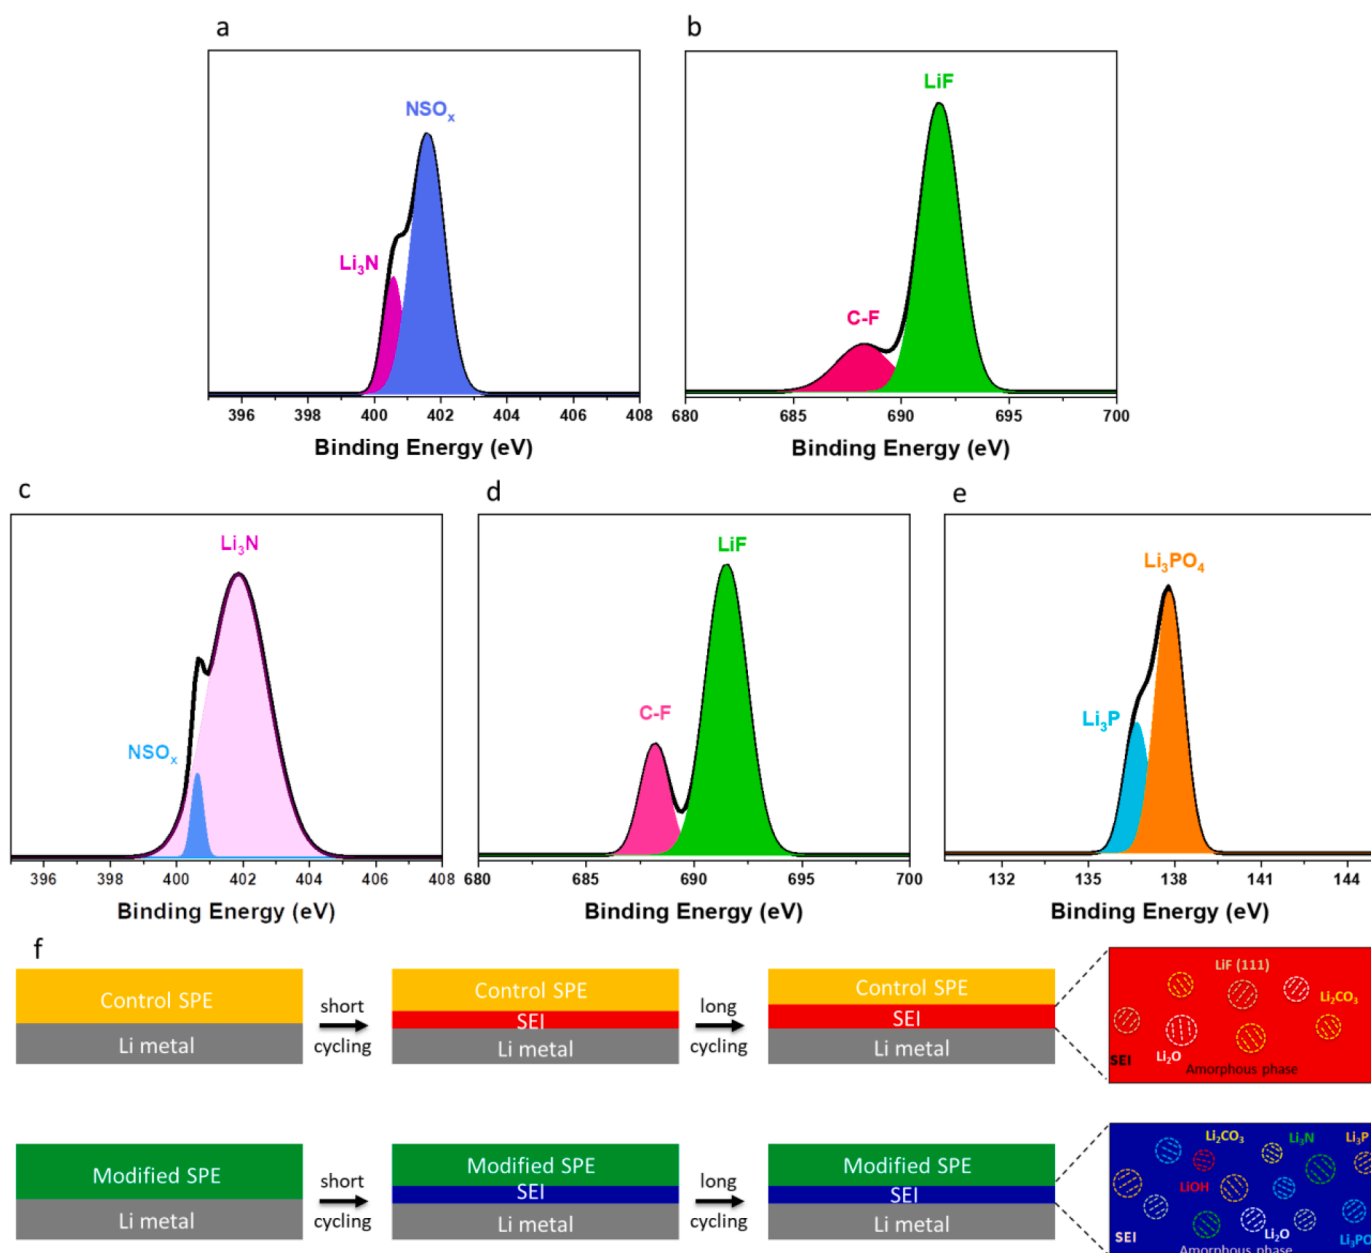 a
NSOₓ
Li₃N
396 398 400 402 404 406 408
Binding Energy (eV)
b
LiF
C-F
680 685 690 695 700
Binding Energy (eV)
c
Li₃N
NSOₓ
396 398 400 402 404 406 408
Binding Energy (eV)
d
LiF
C-F
680 685 690 695 700
Binding Energy (eV)
e
Li₃PO₄
Li₃P
132 135 138 141 144
Binding Energy (eV)
f
Control SPE
Li metal
short
cycling
Control SPE
SEI
Li metal
long
cycling
Control SPE
SEI
Li metal
LiF (111)
Li₂CO₃
Li₂O
SEI
Amorphous phase
Modified SPE
Li metal
short
cycling
Modified SPE
SEI
Li metal
long
cycling
Modified SPE
SEI
Li metal
Li₂CO₃
Li₃N
Li₃P
LiOH
Li₂O
Li₃PO
SEI
Amorphous phase